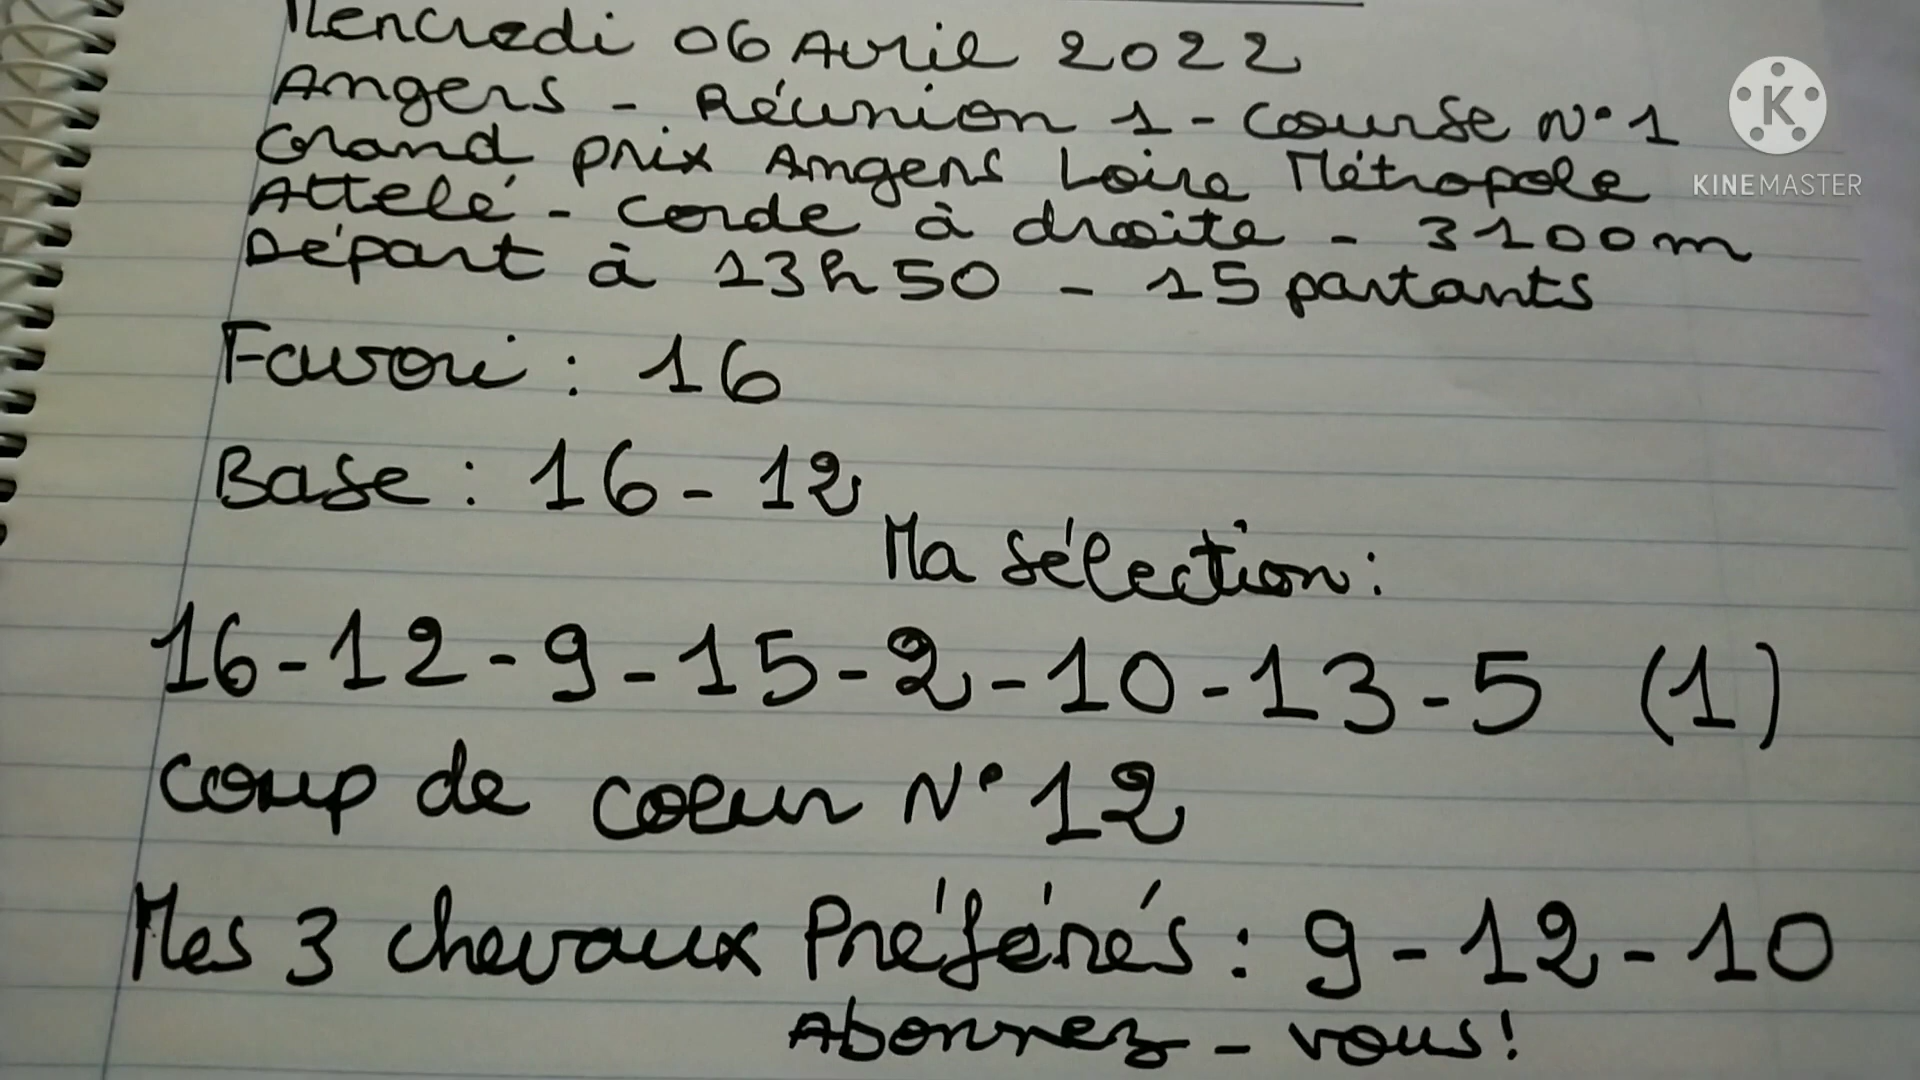 Mercredi 06 Avril 2022
Angers - Réunion 1 - Course N°1
Grand prix Angers Loire Métropole
Attelé - Corde à droite - 3100m
Départ à 13h50 - 15 partants
Favori : 16
Base : 16 - 12
Ma Sélection :
16 - 12 - 9 - 15 - 2 - 10 - 13 - 5 (1)
Coup de coeur N° 12
Mes 3 chevaux Préférés : 9 - 12 - 10
Abonnez - vous !
K
KINEMASTER